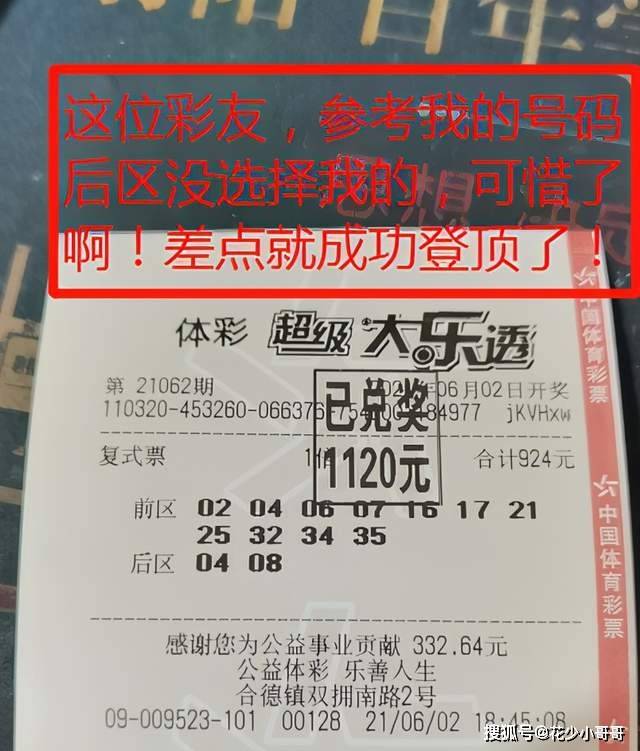 这位彩友，参考我的号码
后区没选择我的，可惜了
啊！差点就成功登顶了！
体彩 超级 大乐透
中国体育彩票
第 21062期
年06月02日开奖
110320-453260-066376
184977 jKVHxw
已兑奖
1120元
复式票
合计924元
前区 02 04 06 07 16 17 21
25 32 34 35
后区 04 08
中国体育彩票
感谢您为公益事业贡献 332.64元
公益体彩 乐善人生
合德镇双拥南路2号
09-009523-101 00128 21/06/02 18:45:08
搜狐号@花少小哥哥